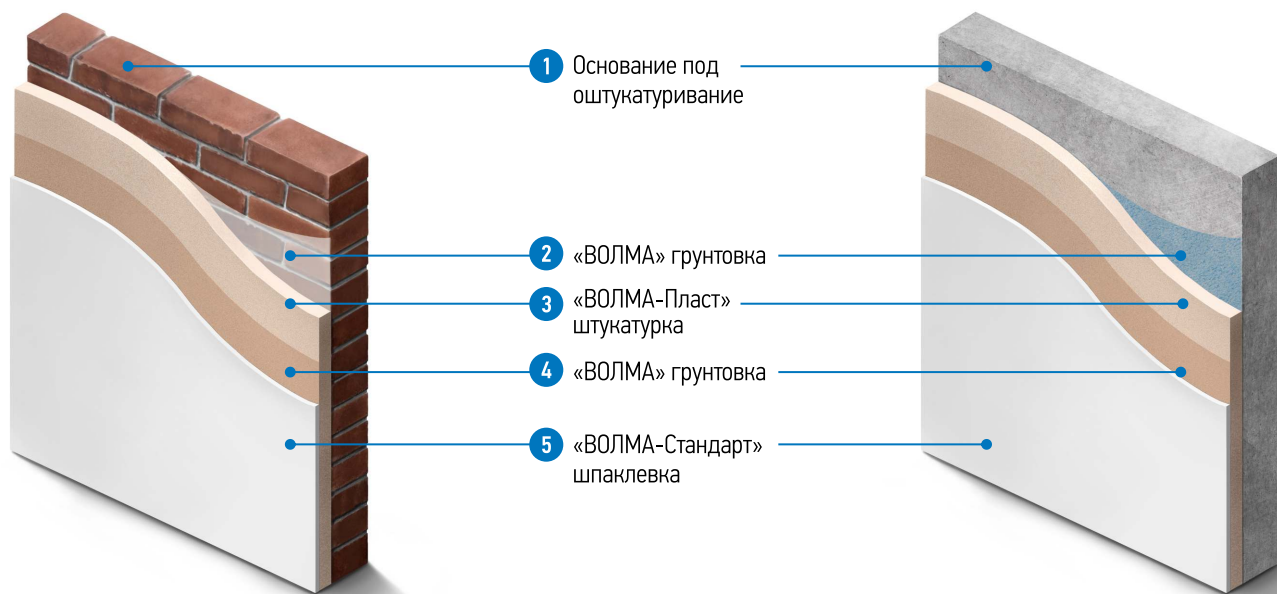 1 Основание под
оштукатуривание
2 «ВОЛМА» грунтовка
3 «ВОЛМА-Пласт»
штукатурка
4 «ВОЛМА» грунтовка
5 «ВОЛМА-Стандарт»
шпаклевка